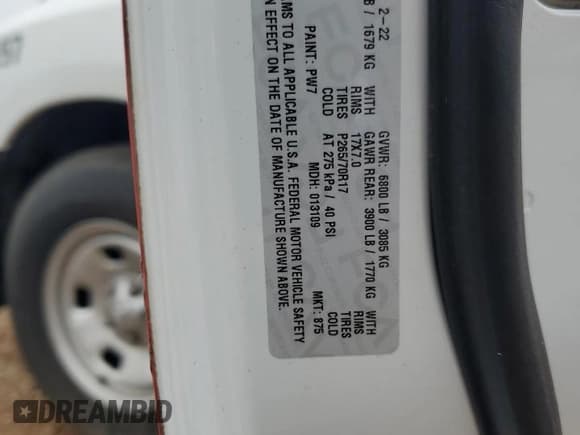 2-22 GVWR: 6800 LB / 3085 KG
B / 1679 KG WITH GAWR REAR: 3900 LB / 1770 KG WITH
RIMS 17X7.0 RIMS
TIRES P265/70R17 TIRES
COLD AT 275 kPa / 40 PSI COLD
PAINT: PW7 MDH: 013109 MKT: 875
MS TO ALL APPLICABLE U.S.A. FEDERAL MOTOR VEHICLE SAFETY
N EFFECT ON THE DATE OF MANUFACTURE SHOWN ABOVE.
DREAMBID